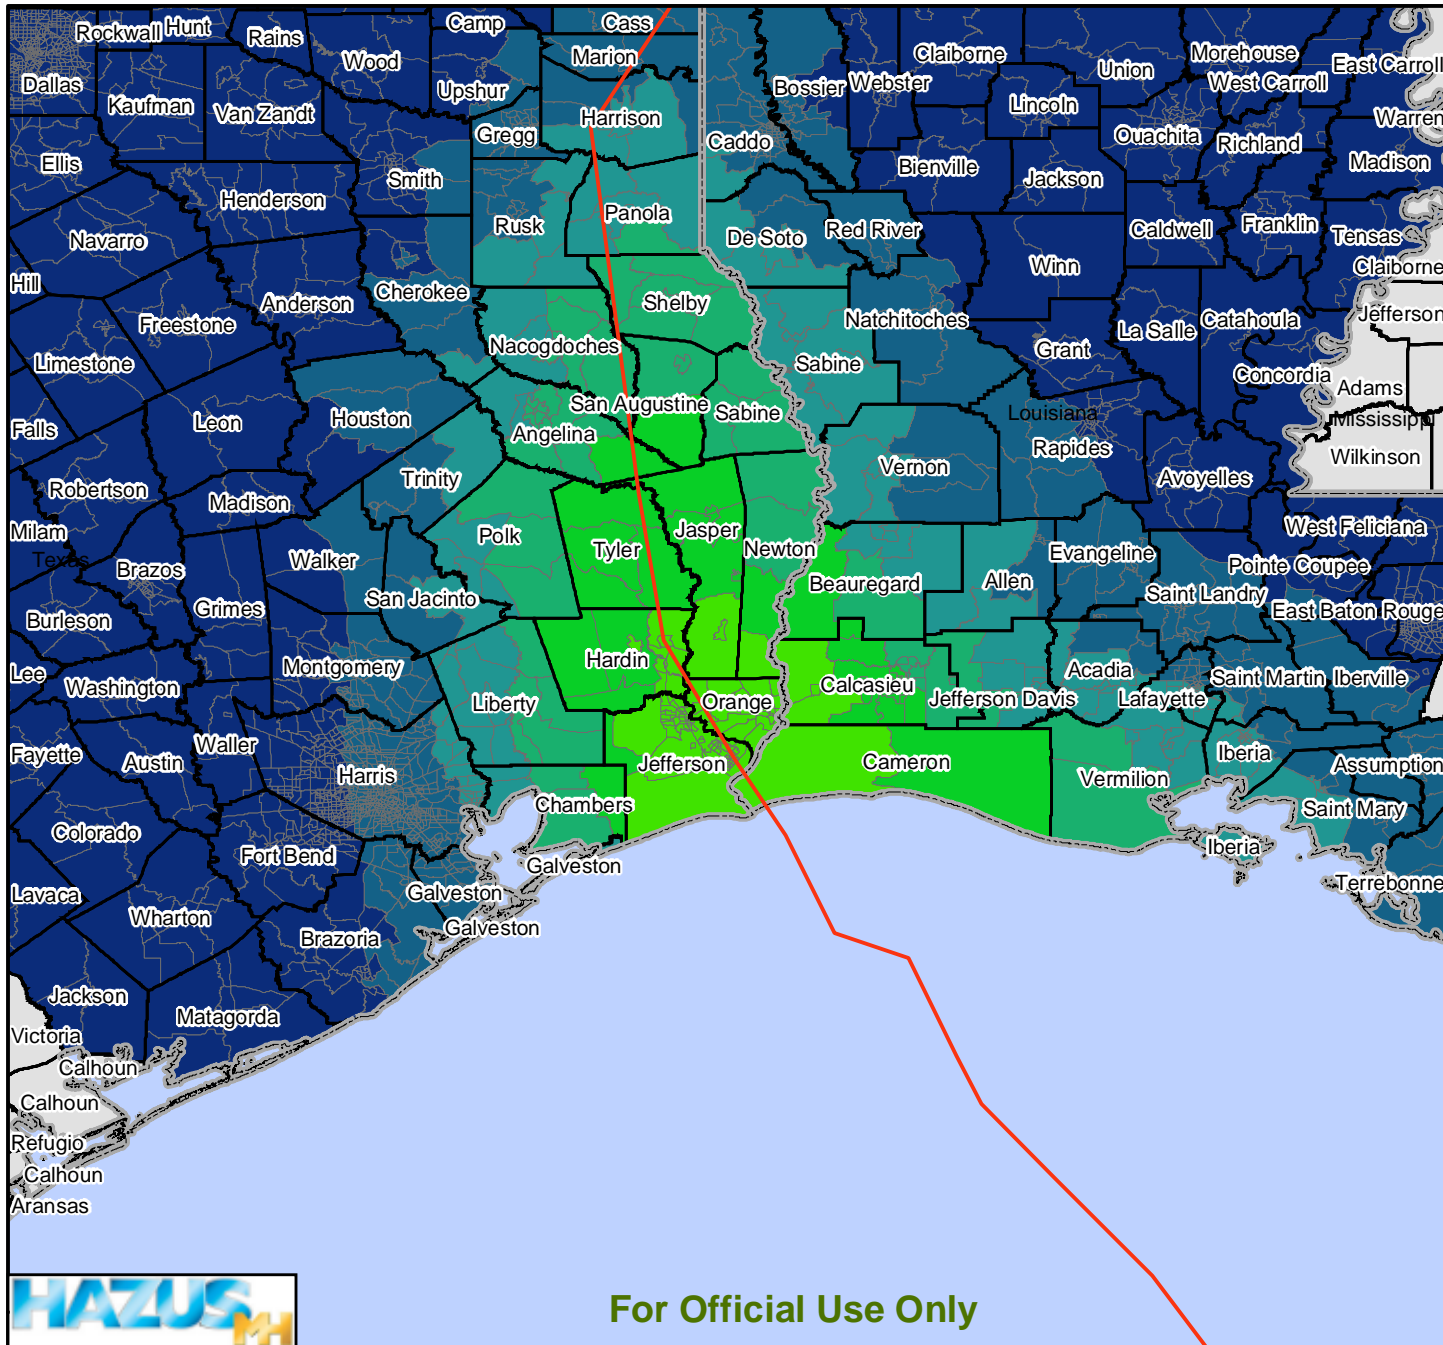 Rockwall Hunt Rains Camp Cass
Wood Marion Claiborne Morehouse
Dallas Kaufman Van Zandt Upshur Bossier Webster Union West Carroll East Carroll
Harrison Lincoln Warren
Gregg Caddo Ouachita Richland
Ellis Smith Bienville Jackson Madison
Henderson Rusk Panola
Navarro De Soto Red River Caldwell Franklin Tensas
Hill Winn Claiborne
Cherokee Shelby
Anderson Natchitoches Jefferson
Freestone La Salle Catahoula
Limestone Nacogdoches Sabine Grant
Concordia Adams
Houston San Augustine Sabine Louisiana Mississippi
Falls Leon Angelina Rapides
Wilkinson
Robertson Trinity Vernon Avoyelles
Madison
Milam Jasper West Feliciana
Texas Walker Polk Tyler Newton Evangeline
Brazos Beauregard Allen Pointe Coupee
Burleson Grimes San Jacinto Saint Landry East Baton Rouge
Lee Washington Montgomery Hardin Acadia
Calcasieu Saint Martin Iberville
Liberty Orange Jefferson Davis Lafayette
Fayette Waller
Austin Harris Jefferson Cameron Iberia Assumption
Vermilion
Chambers Saint Mary
Colorado Fort Bend Iberia
Galveston
Lavaca Galveston Terrebonne
Wharton Galveston
Brazoria
Jackson
Matagorda
Victoria
Calhoun
Calhoun
Refugio
Calhoun
Aransas
HAZUS MH
For Official Use Only